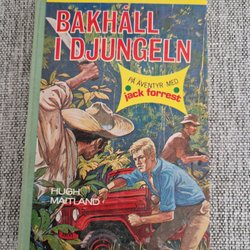 BAKHÅLL
I DJUNGELN
PÅ ÄVENTYR MED
jack forrest
HUGH
MAITLAND